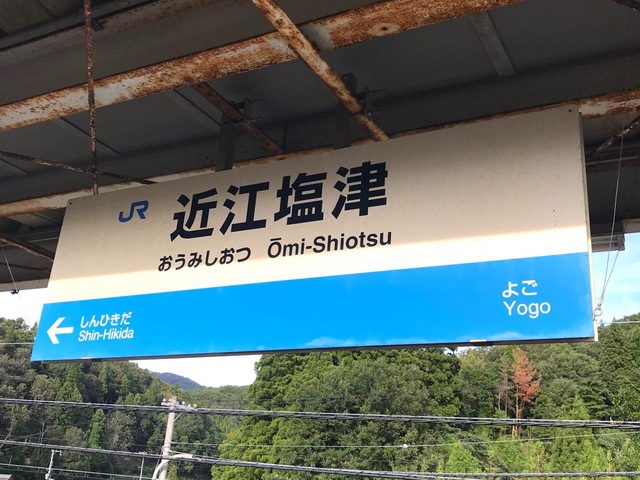 JR 近江塩津
おうみしおつ Ōmi-Shiotsu
← しんひきだ
Shin-Hikida
よご
Yogo